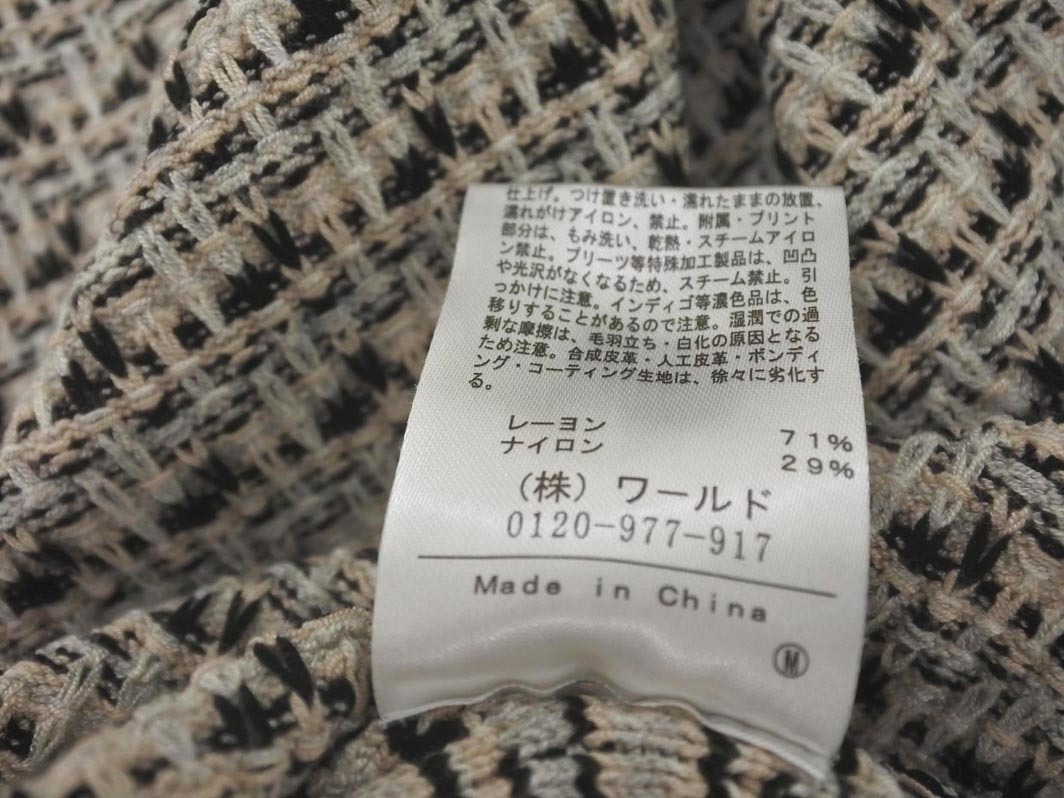 仕上げ。つけ置き洗い・濡れたままの放置、
濡れがけアイロン、禁止。附属・プリント
部分は、もみ洗い、乾熱・スチームアイロ
ン禁止。プリーツ等特殊加工製品は、凹凸
や光沢がなくなるため、スチーム禁止。引
っかけに注意。インディゴ等濃色品は、色
移りすることがあるので注意。湿潤での過
剰な摩擦は、毛羽立ち・白化の原因となる
ため注意。合成皮革・人工皮革・ボンディ
ング・コーティング生地は、徐々に劣化す
る。
レーヨン 71%
ナイロン 29%
(株)ワールド
0120-977-917
Made in China
M